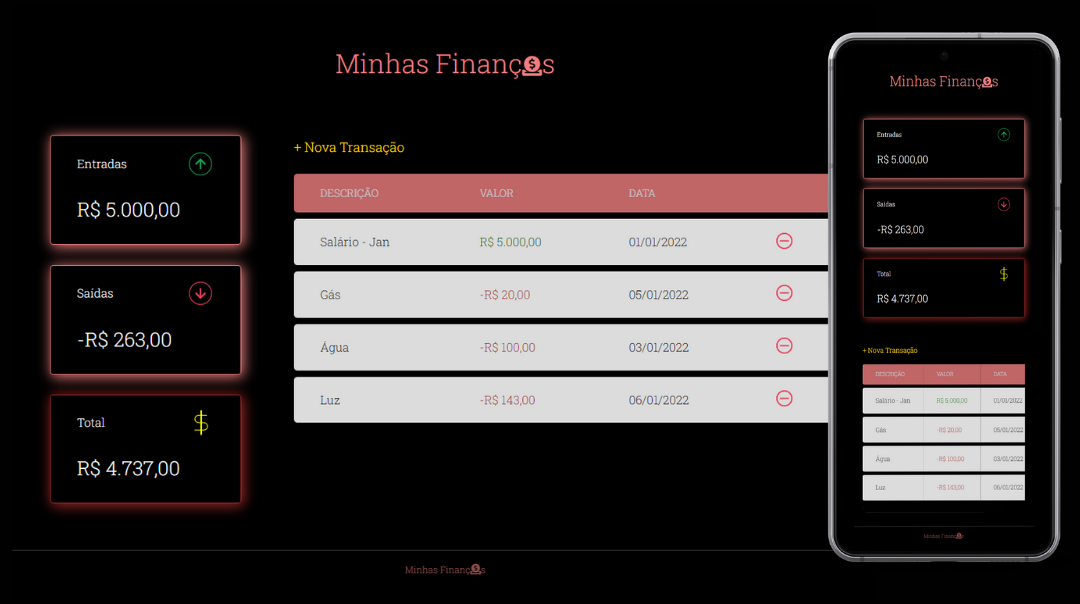 Minhas Finanças
Entradas
R$ 5.000,00
Saídas
-R$ 263,00
Total
R$ 4.737,00
+ Nova Transação
DESCRIÇÃO VALOR DATA
Salário - Jan R$ 5.000,00 01/01/2022
Gás -R$ 20,00 05/01/2022
Água -R$ 100,00 03/01/2022
Luz -R$ 143,00 06/01/2022
Minhas Finanças
Minhas Finanças
Entradas
R$ 5.000,00
Saídas
-R$ 263,00
Total
R$ 4.737,00
+ Nova Transação
DESCRIÇÃO VALOR DATA
Salário - Jan R$ 5.000,00 01/01/2022
Gás -R$ 20,00 05/01/2022
Água -R$ 100,00 03/01/2022
Luz -R$ 143,00 06/01/2022
Minhas Finanças